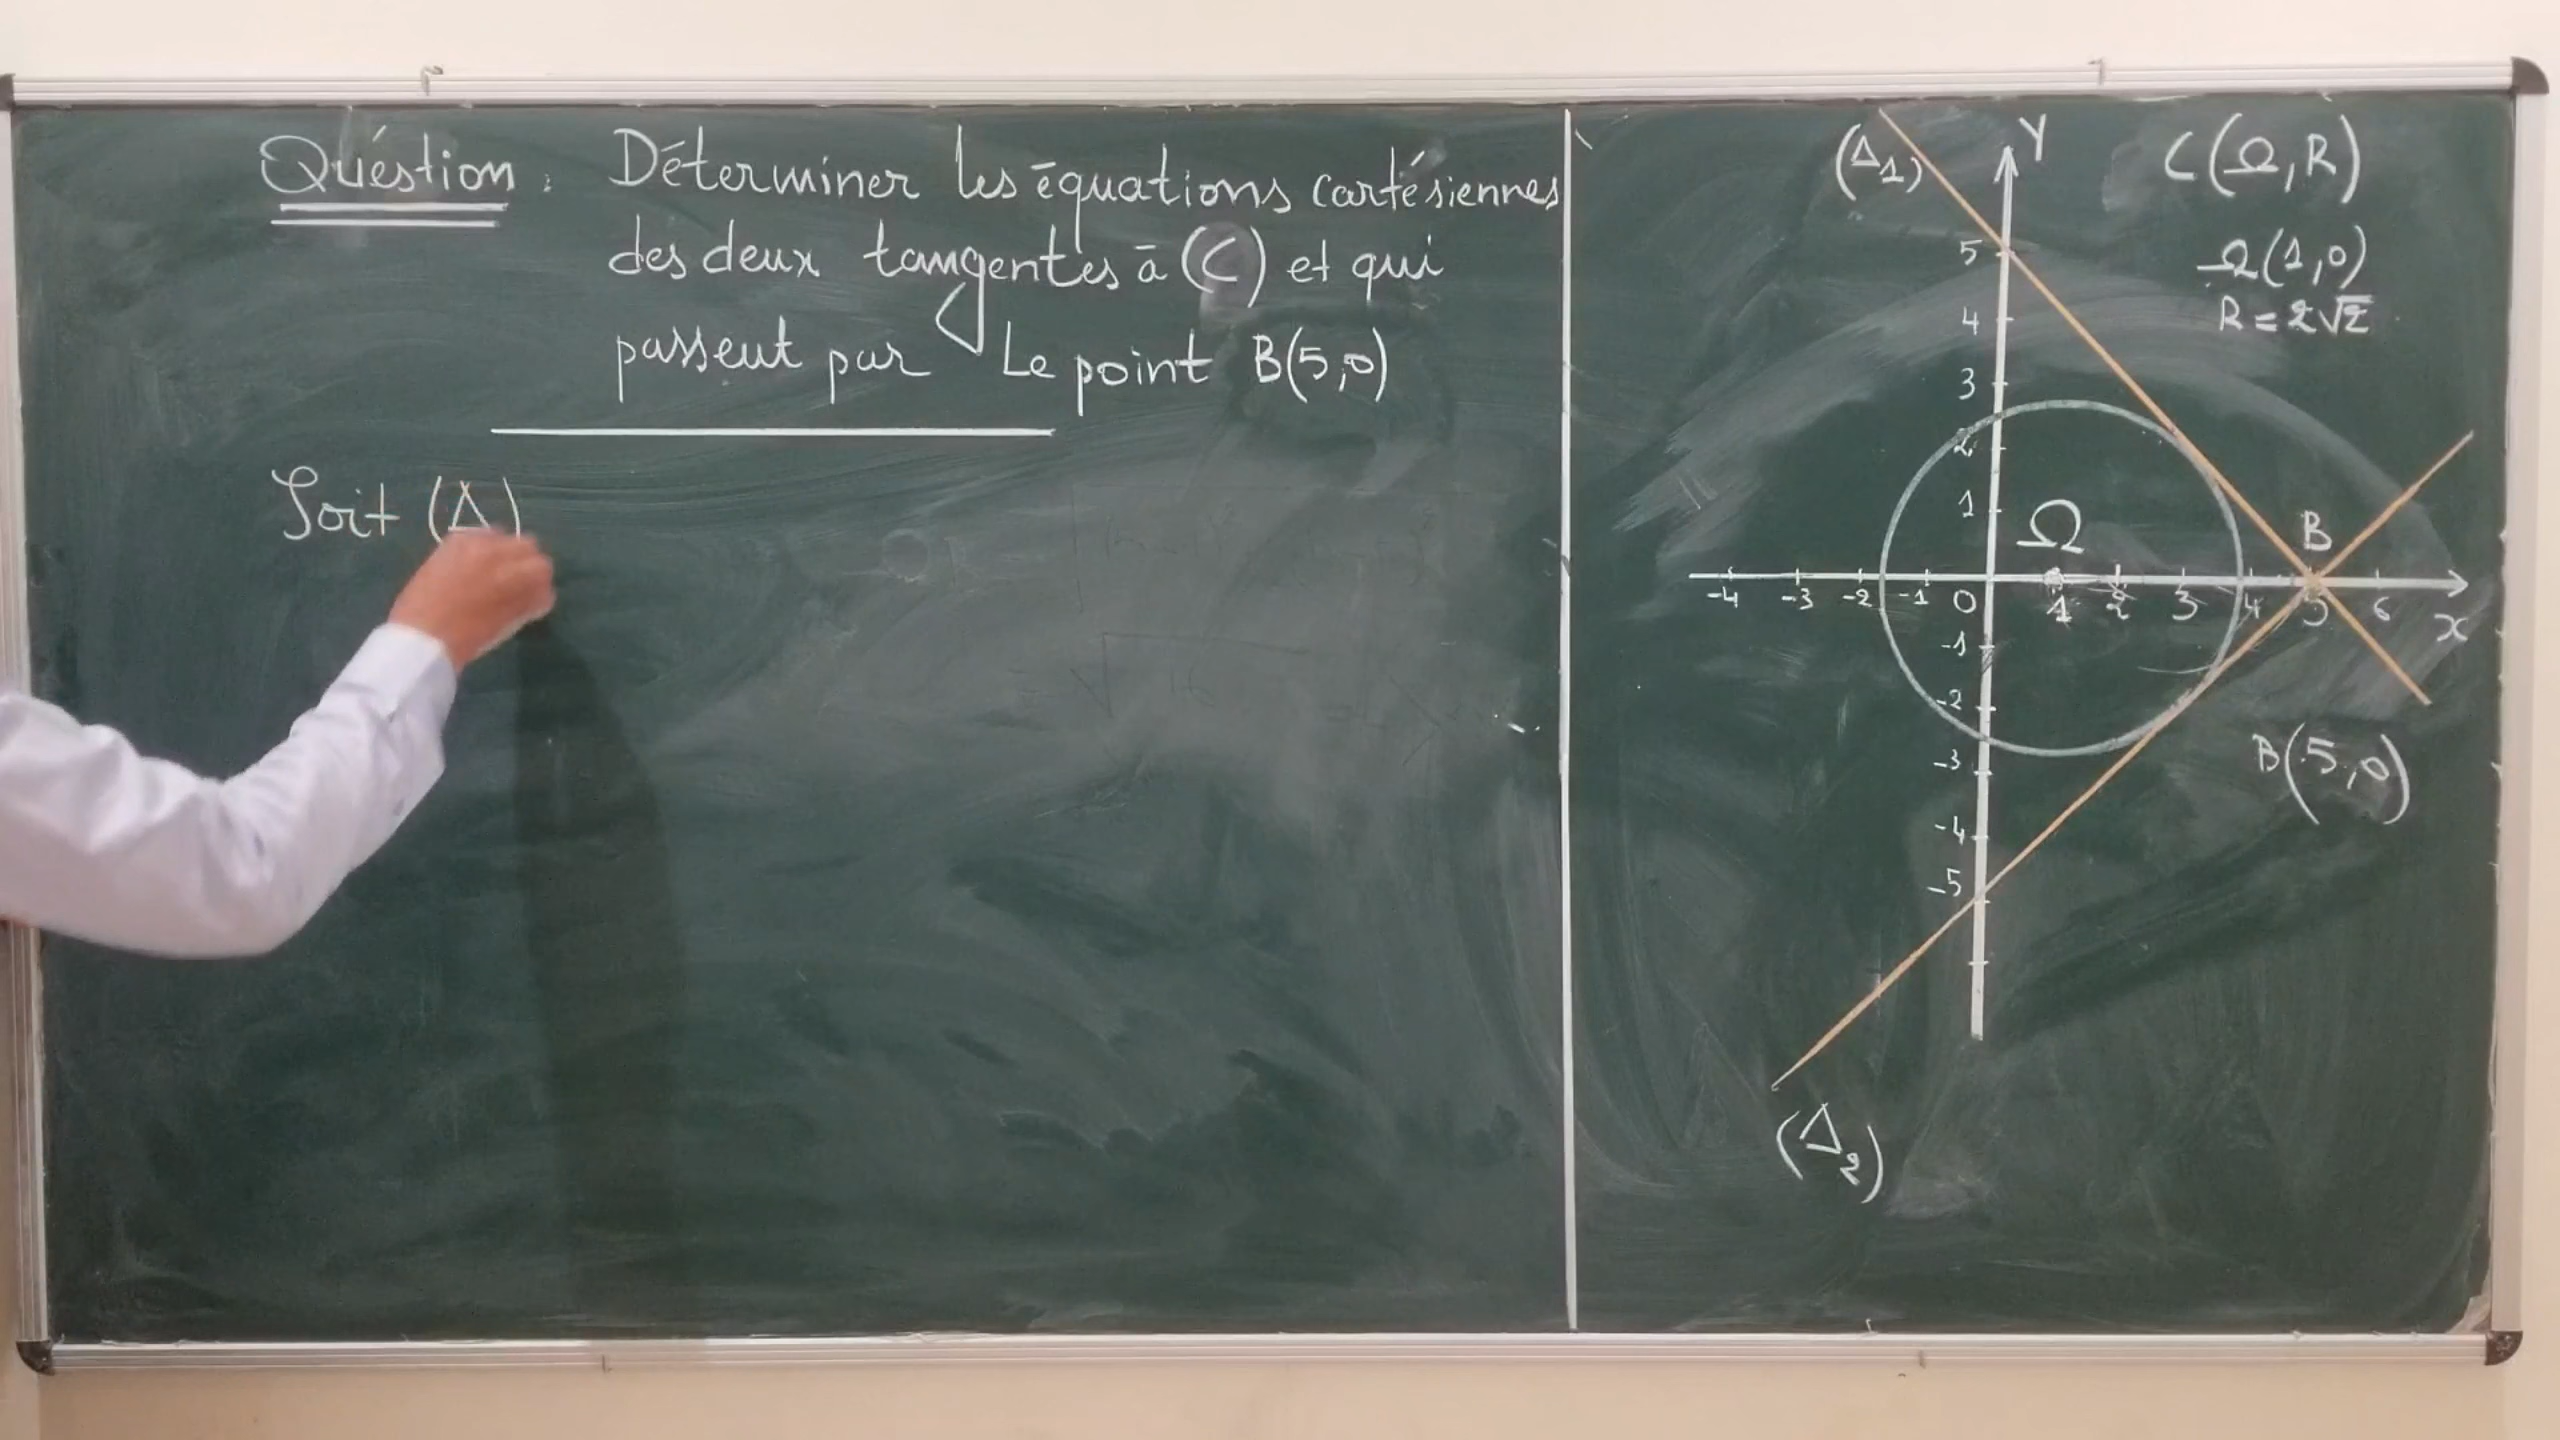 Quéstion : Déterminer les équations cartésiennes
des deux tangentes à (C) et qui
passent par Le point B(5,0)
Soit (Δ)
(Δ1)
Y
C(Ω,R)
Ω(1,0)
R = 2√2
5
4
3
2
1
Ω
B
-4 -3 -2 -1 0 1 2 3 4 5 6 x
-1
-2
-3
-4
-5
B(5,0)
(Δ2)